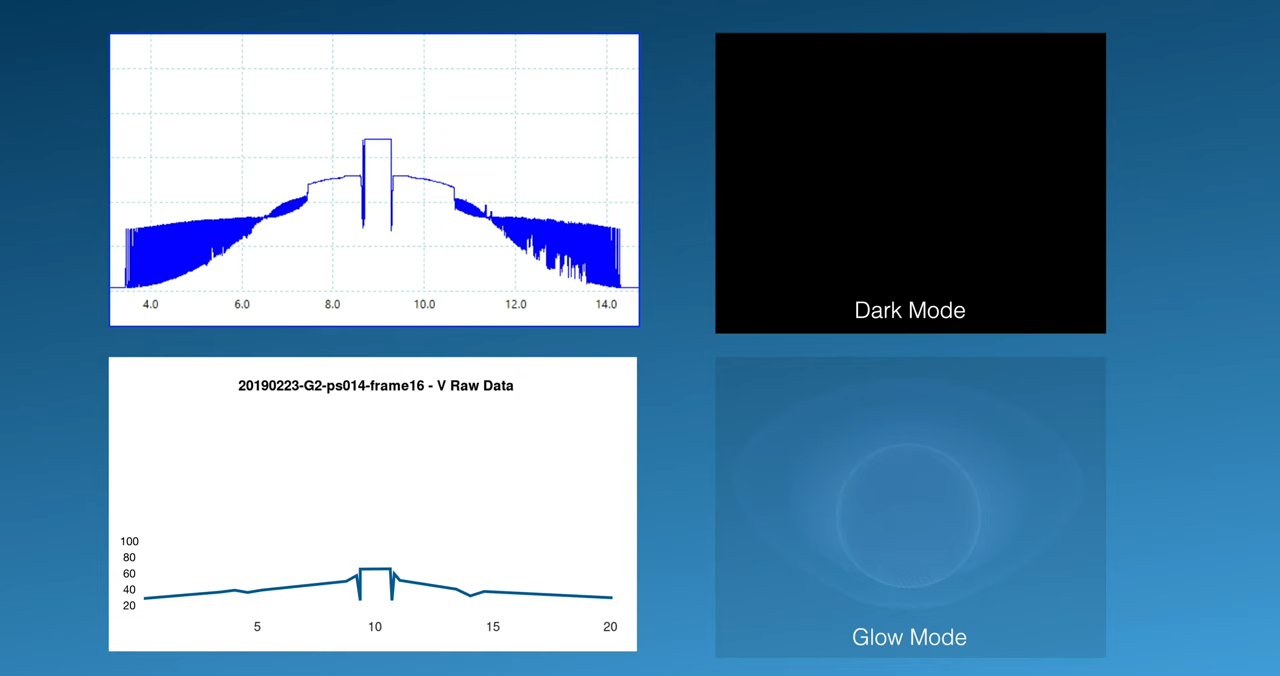 4.0 6.0 8.0 10.0 12.0 14.0
Dark Mode
20190223-G2-ps014-frame16 - V Raw Data
100
80
60
40
20
5 10 15 20
Glow Mode